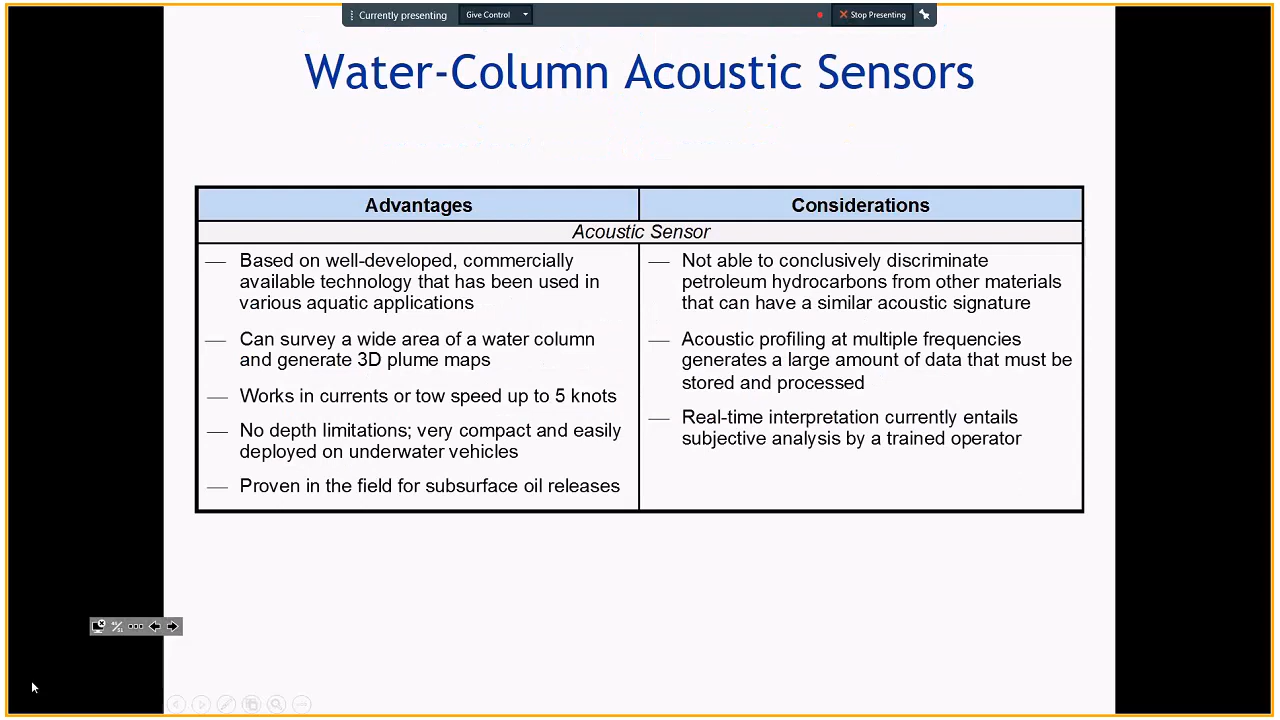 Currently presenting
Give Control
Stop Presenting
Water-Column Acoustic Sensors
Advantages
Considerations
Acoustic Sensor
— Based on well-developed, commercially
available technology that has been used in
various aquatic applications
— Can survey a wide area of a water column
and generate 3D plume maps
— Works in currents or tow speed up to 5 knots
— No depth limitations; very compact and easily
deployed on underwater vehicles
— Proven in the field for subsurface oil releases
— Not able to conclusively discriminate
petroleum hydrocarbons from other materials
that can have a similar acoustic signature
— Acoustic profiling at multiple frequencies
generates a large amount of data that must be
stored and processed
— Real-time interpretation currently entails
subjective analysis by a trained operator